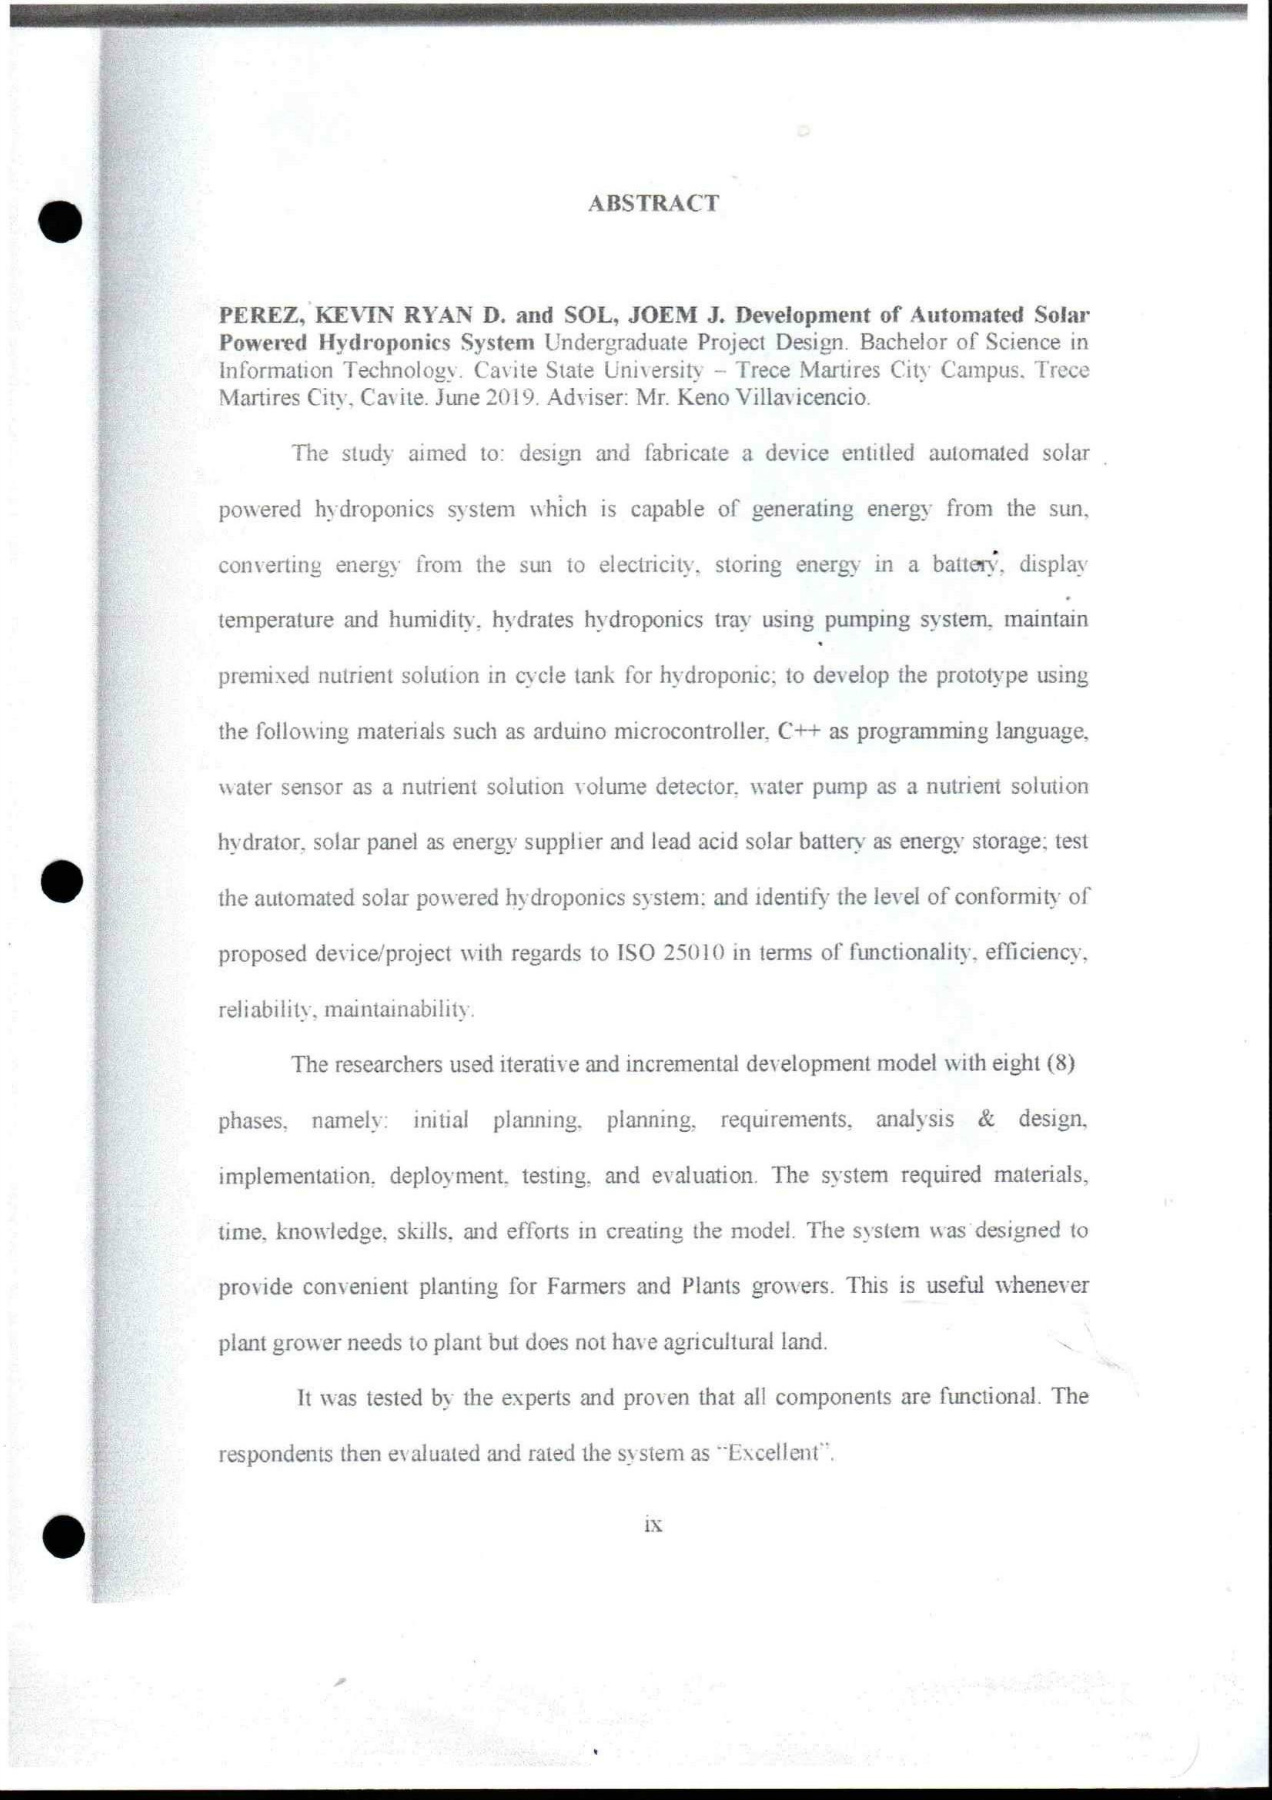 ABSTRACT
PEREZ, KEVIN RYAN D. and SOL, JOEM J. Development of Automated Solar
Powered Hydroponics System Undergraduate Project Design. Bachelor of Science in
Information Technology. Cavite State University – Trece Martires City Campus. Trece
Martires City, Cavite. June 2019. Adviser: Mr. Keno Villavicencio.
The study aimed to: design and fabricate a device entitled automated solar
powered hydroponics system which is capable of generating energy from the sun,
converting energy from the sun to electricity, storing energy in a battery, display
temperature and humidity, hydrates hydroponics tray using pumping system, maintain
premixed nutrient solution in cycle tank for hydroponic; to develop the prototype using
the following materials such as arduino microcontroller, C++ as programming language,
water sensor as a nutrient solution volume detector, water pump as a nutrient solution
hydrator, solar panel as energy supplier and lead acid solar battery as energy storage; test
the automated solar powered hydroponics system; and identify the level of conformity of
proposed device/project with regards to ISO 25010 in terms of functionality, efficiency,
reliability, maintainability.
The researchers used iterative and incremental development model with eight (8)
phases, namely: initial planning, planning, requirements, analysis & design,
implementation, deployment, testing, and evaluation. The system required materials,
time, knowledge, skills, and efforts in creating the model. The system was designed to
provide convenient planting for Farmers and Plants growers. This is useful whenever
plant grower needs to plant but does not have agricultural land.
It was tested by the experts and proven that all components are functional. The
respondents then evaluated and rated the system as “Excellent”.
ix